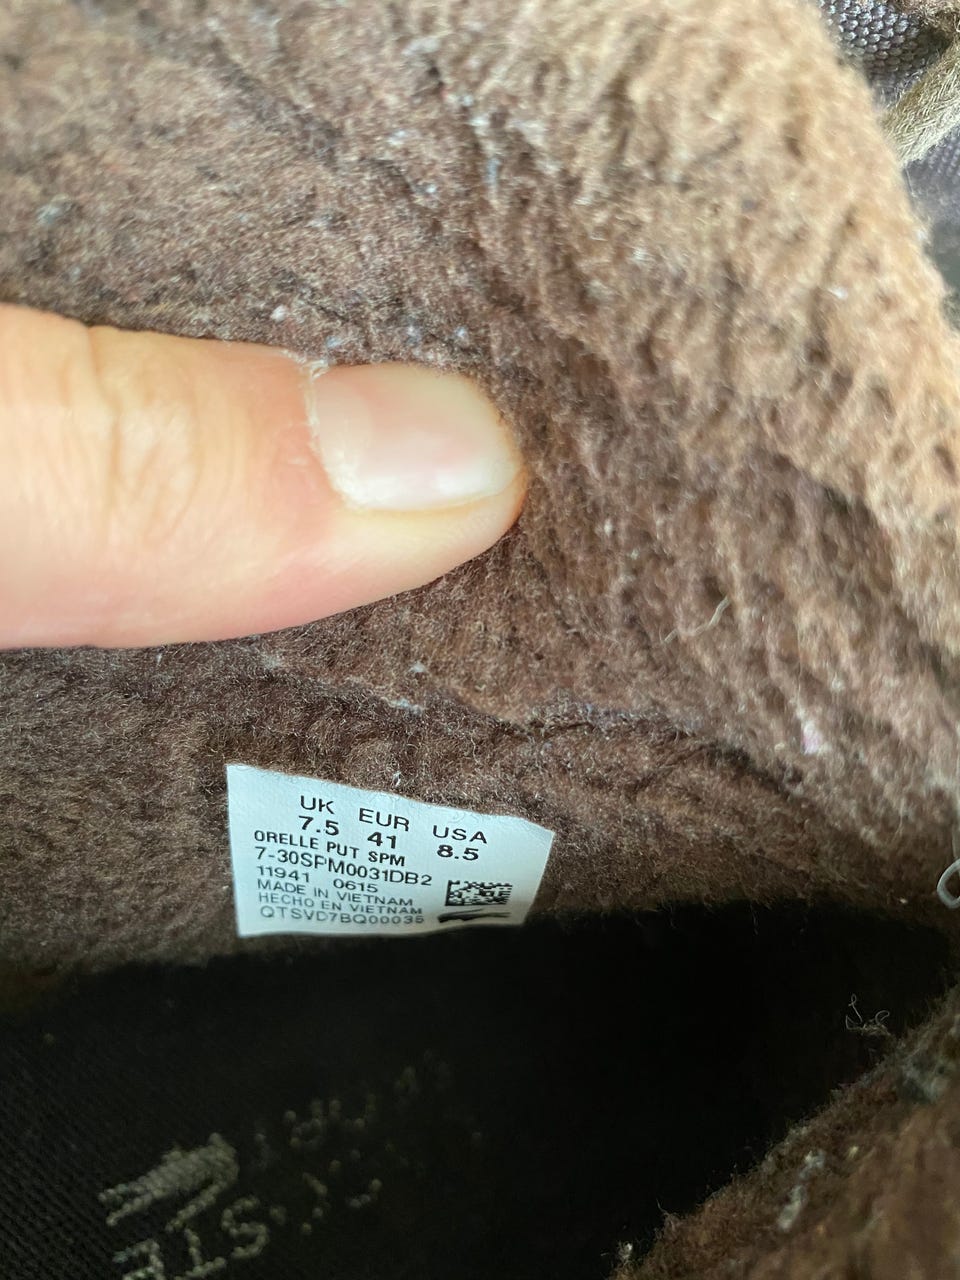 UK EUR USA
7.5 41 8.5
ORELLE PUT SPM
7-30SPM0031DB2
11941 0615
MADE IN VIETNAM
HECHO EN VIETNAM
QTSVD7BQ00035